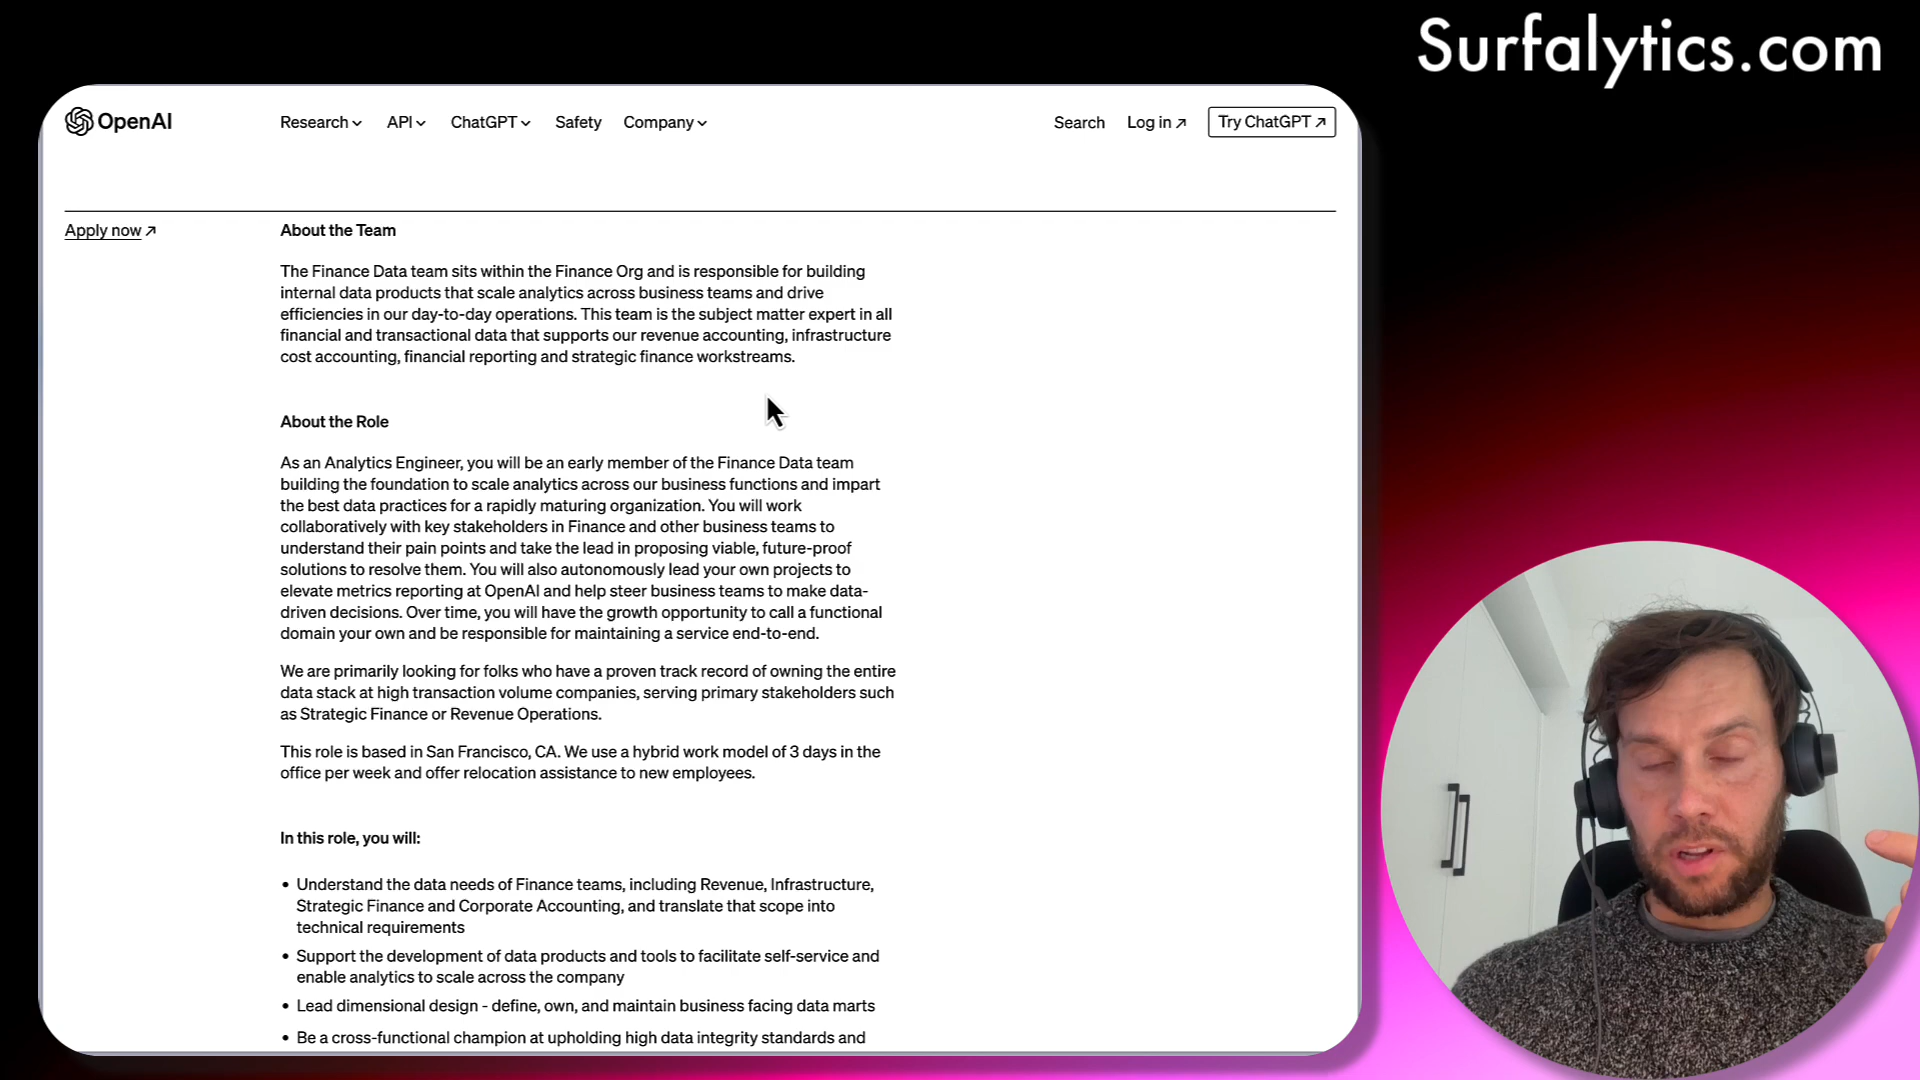 Surfalytics.com
OpenAI
Research API ChatGPT Safety Company
Search Log in ↗ Try ChatGPT ↗
Apply now ↗
About the Team
The Finance Data team sits within the Finance Org and is responsible for building
internal data products that scale analytics across business teams and drive
efficiencies in our day-to-day operations. This team is the subject matter expert in all
financial and transactional data that supports our revenue accounting, infrastructure
cost accounting, financial reporting and strategic finance workstreams.
About the Role
As an Analytics Engineer, you will be an early member of the Finance Data team
building the foundation to scale analytics across our business functions and impart
the best data practices for a rapidly maturing organization. You will work
collaboratively with key stakeholders in Finance and other business teams to
understand their pain points and take the lead in proposing viable, future-proof
solutions to resolve them. You will also autonomously lead your own projects to
elevate metrics reporting at OpenAI and help steer business teams to make data-
driven decisions. Over time, you will have the growth opportunity to call a functional
domain your own and be responsible for maintaining a service end-to-end.
We are primarily looking for folks who have a proven track record of owning the entire
data stack at high transaction volume companies, serving primary stakeholders such
as Strategic Finance or Revenue Operations.
This role is based in San Francisco, CA. We use a hybrid work model of 3 days in the
office per week and offer relocation assistance to new employees.
In this role, you will:
• Understand the data needs of Finance teams, including Revenue, Infrastructure,
Strategic Finance and Corporate Accounting, and translate that scope into
technical requirements
• Support the development of data products and tools to facilitate self-service and
enable analytics to scale across the company
• Lead dimensional design - define, own, and maintain business facing data marts
• Be a cross-functional champion at upholding high data integrity standards and